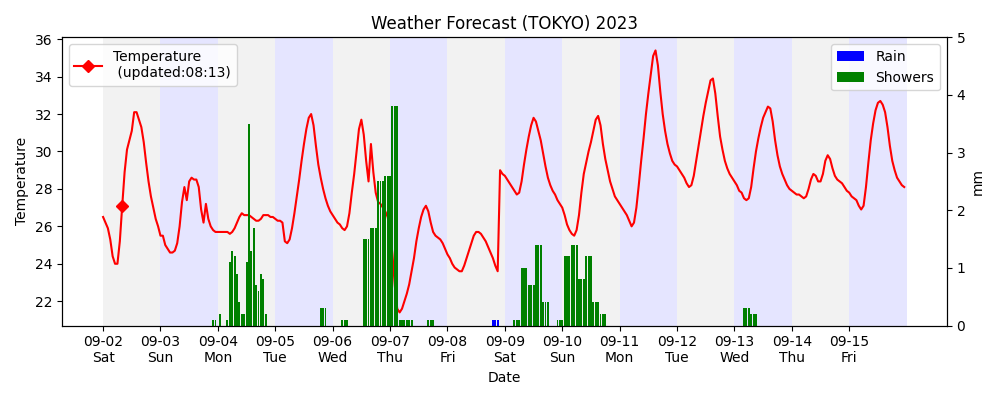 Weather Forecast (TOKYO) 2023
Temperature
(updated:08:13)
Rain
Showers
36
34
32
30
28
26
24
22
Temperature
5
4
3
2
1
0
mm
09-02 09-03 09-04 09-05 09-06 09-07 09-08 09-09 09-10 09-11 09-12 09-13 09-14 09-15
Sat Sun Mon Tue Wed Thu Fri Sat Sun Mon Tue Wed Thu Fri
Date